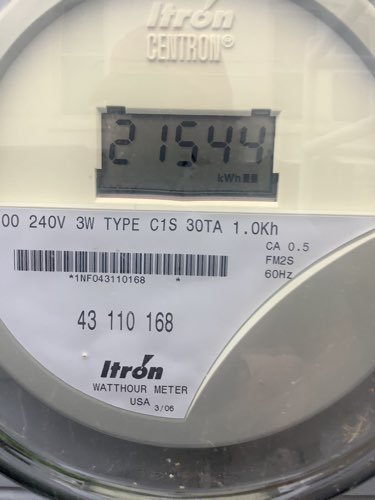 Itron
CENTRON®
21544
kWh
00 240V 3W TYPE C1S 30TA 1.0Kh
CA 0.5
FM2S
60Hz
*1NF043110168 *
43 110 168
Itron
WATTHOUR METER
USA 3/06